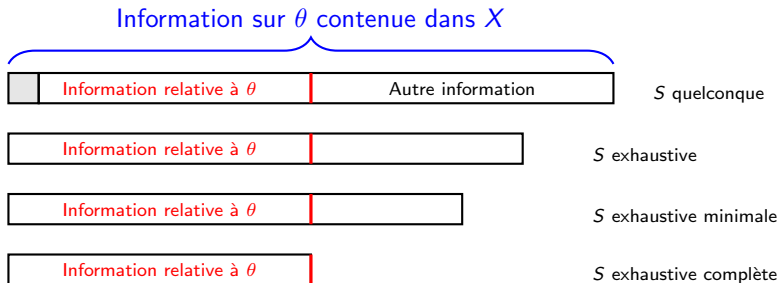 Information sur θ contenue dans X
Information relative à θ Autre information S quelconque
Information relative à θ S exhaustive
Information relative à θ S exhaustive minimale
Information relative à θ S exhaustive complète